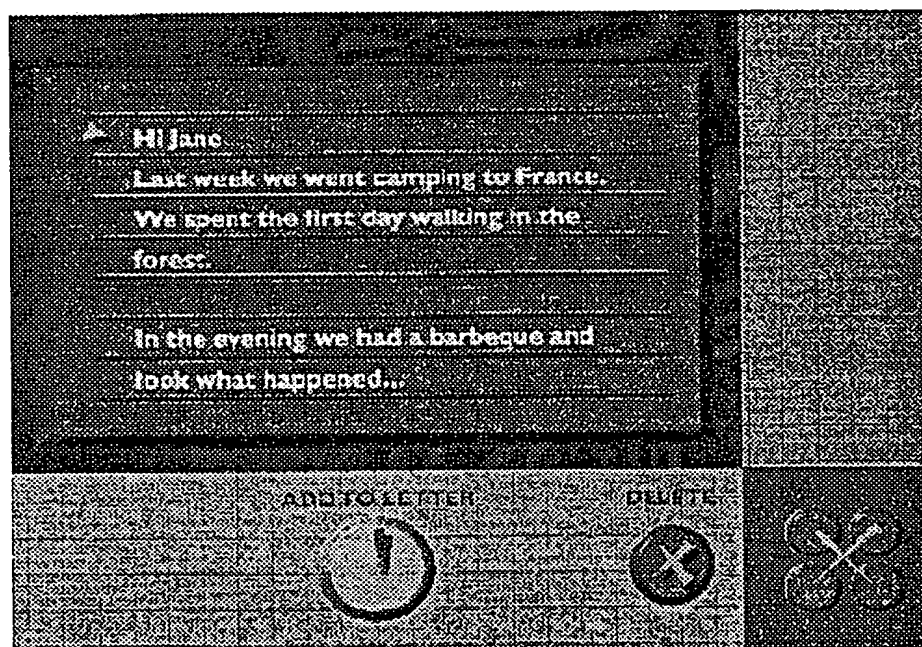 Hi Jane
Last week we went camping to France.
We spent the first day walking in the
forest.
In the evening we had a barbeque and
look what happened...
ADD TO LETTER
DELETE